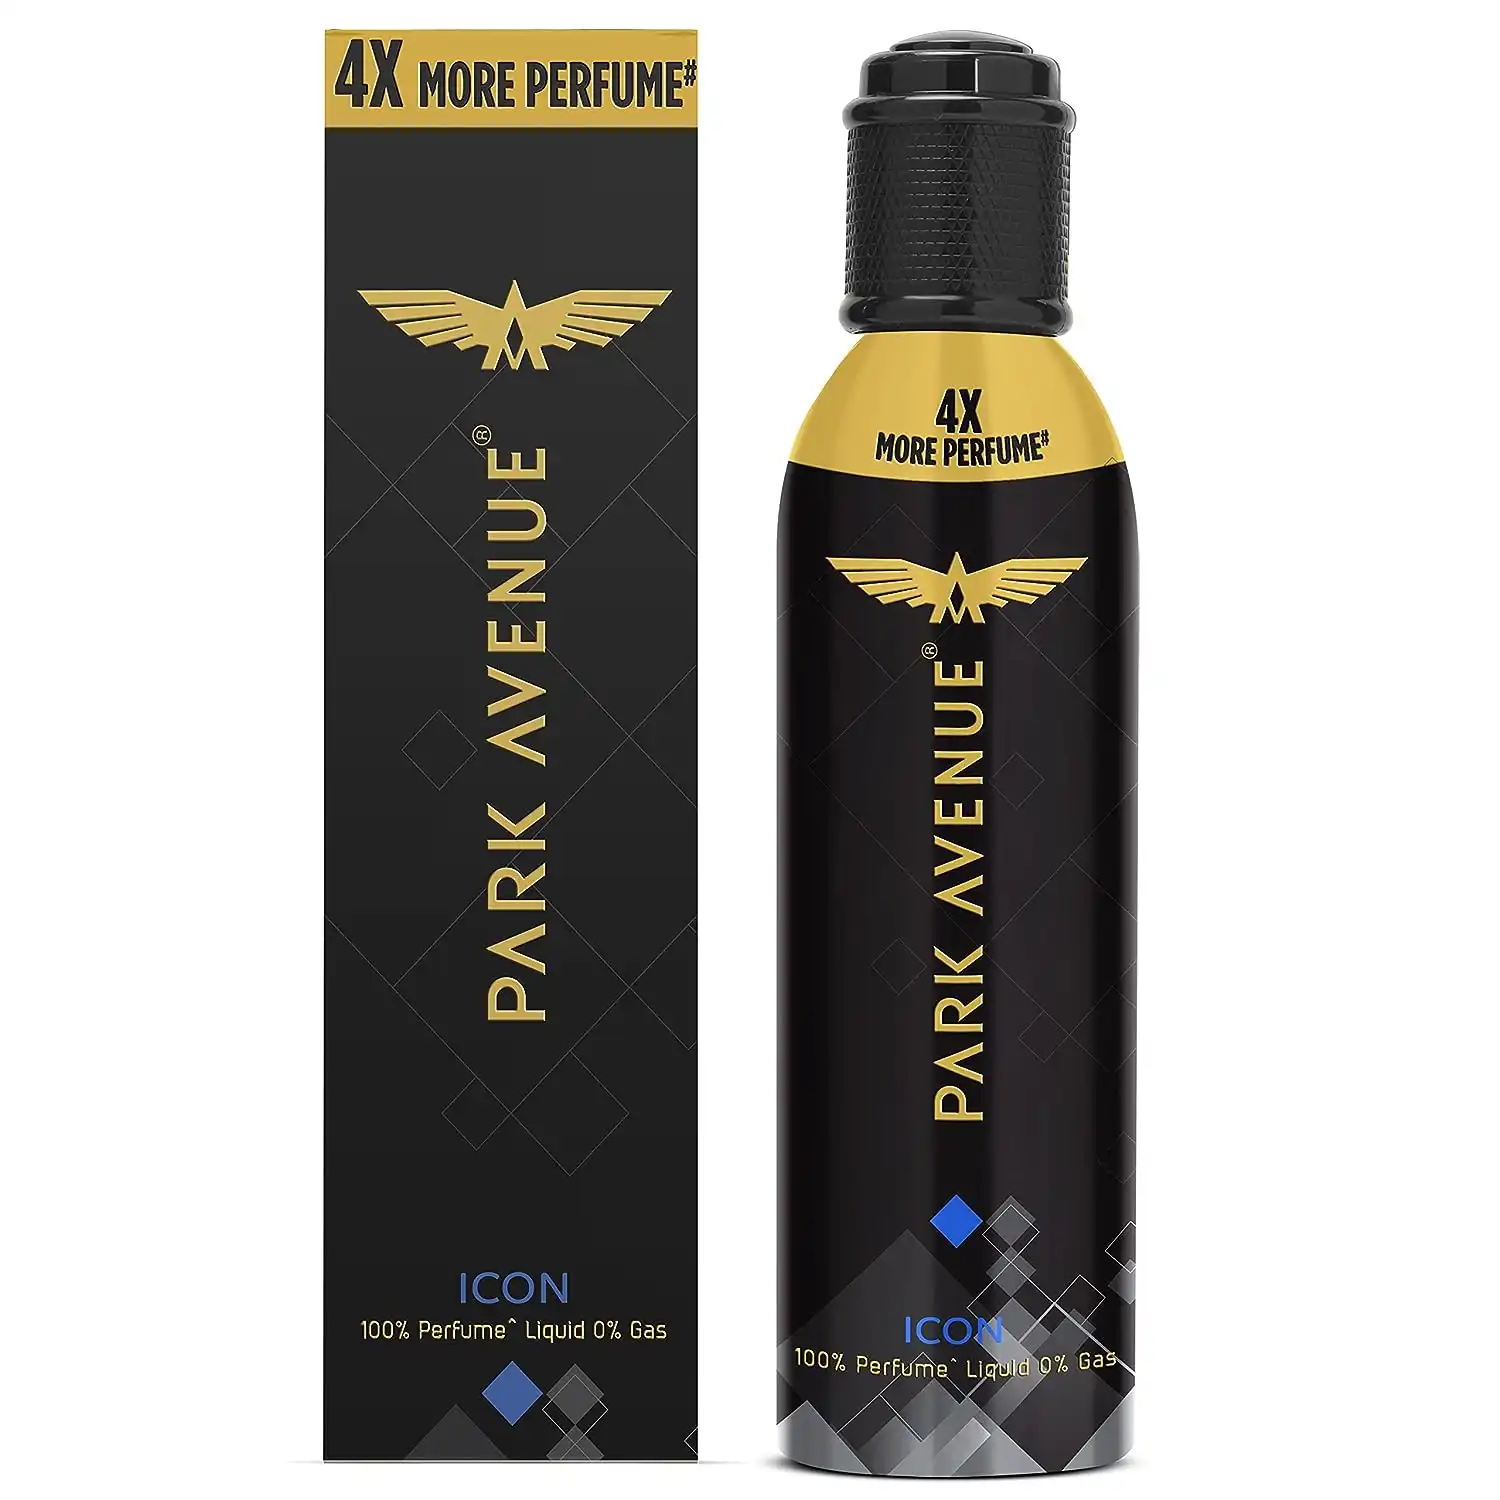 4X MORE PERFUME#
PARK AVENUE®
ICON
100% Perfume^ Liquid 0% Gas
4X
MORE PERFUME#
PARK AVENUE®
ICON
100% Perfume^ Liquid 0% Gas